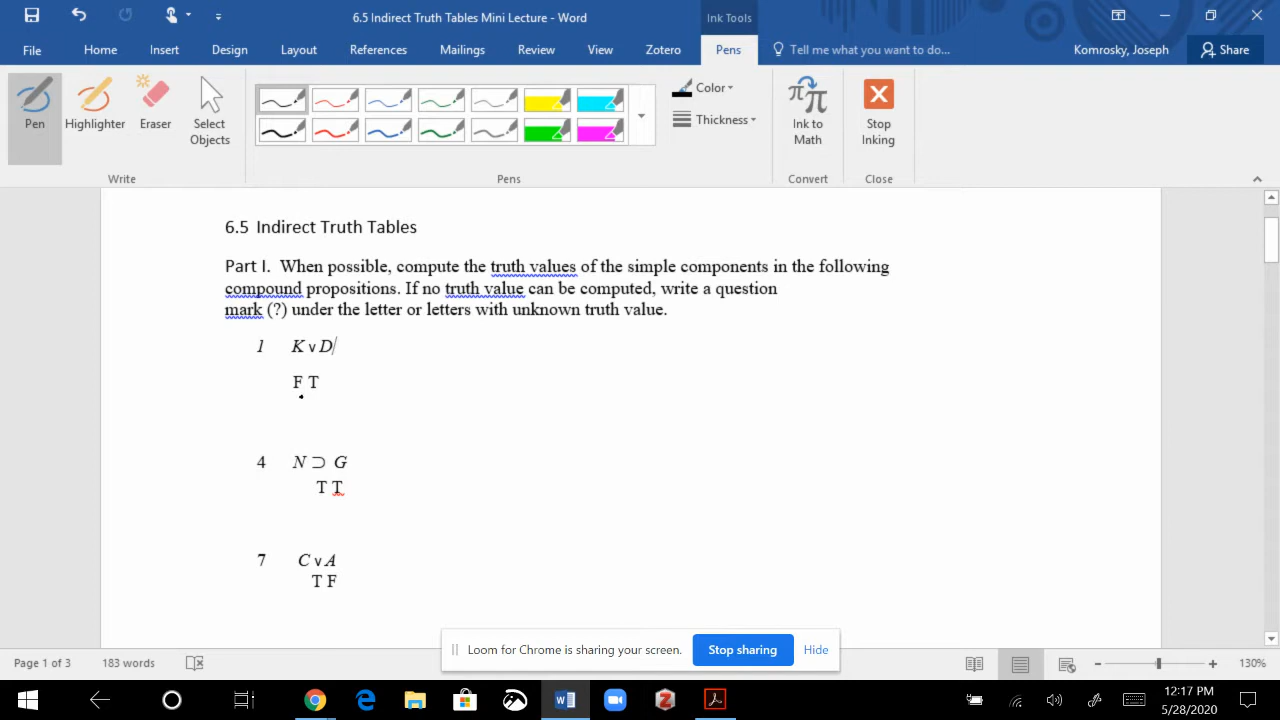 6.5 Indirect Truth Tables Mini Lecture - Word
Ink Tools
File Home Insert Design Layout References Mailings Review View Zotero Pens Tell me what you want to do... Komrosky, Joseph Share
Pen Highlighter Eraser Select Objects Color Thickness Ink to Math Stop Inking
Write Pens Convert Close
6.5 Indirect Truth Tables
Part I. When possible, compute the truth values of the simple components in the following
compound propositions. If no truth value can be computed, write a question
mark (?) under the letter or letters with unknown truth value.
1 K v D/
F T
4 N ⊃ G
T T
7 C v A
T F
Loom for Chrome is sharing your screen. Stop sharing Hide
Page 1 of 3 183 words 130%
12:17 PM
5/28/2020